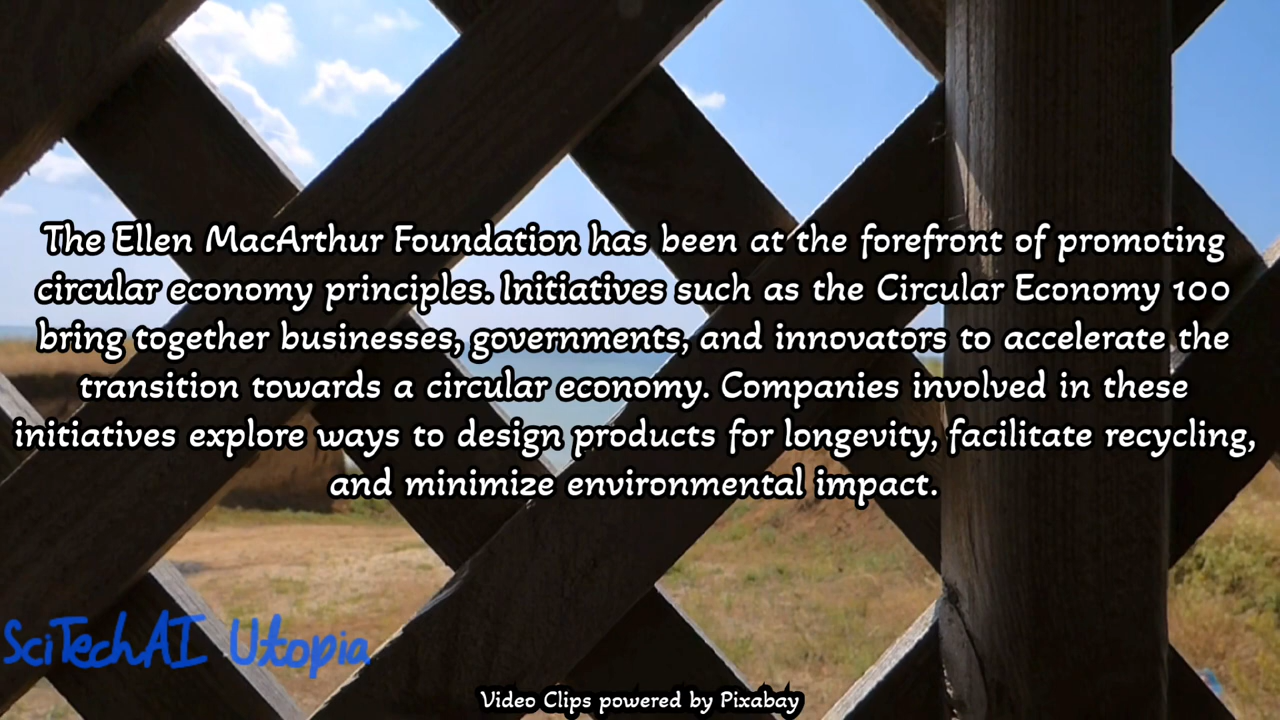 The Ellen MacArthur Foundation has been at the forefront of promoting
circular economy principles. Initiatives such as the Circular Economy 100
bring together businesses, governments, and innovators to accelerate the
transition towards a circular economy. Companies involved in these
initiatives explore ways to design products for longevity, facilitate recycling,
and minimize environmental impact.
SciTechAI Utopia
Video Clips powered by Pixabay